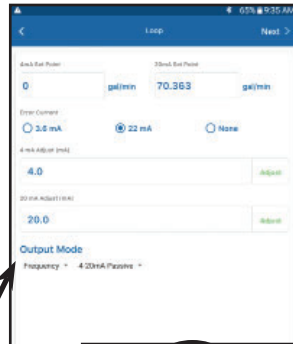 65% 9:35 AM
Loop Next
4mA Set Point 20mA Set Point
0 gal/min 70.363 gal/min
Error Current
3.6 mA 22 mA None
4 mA Adjust (mA)
4.0 Adjust
20 mA Adjust (mA)
20.0 Adjust
Output Mode
Frequency 4-20mA Passive